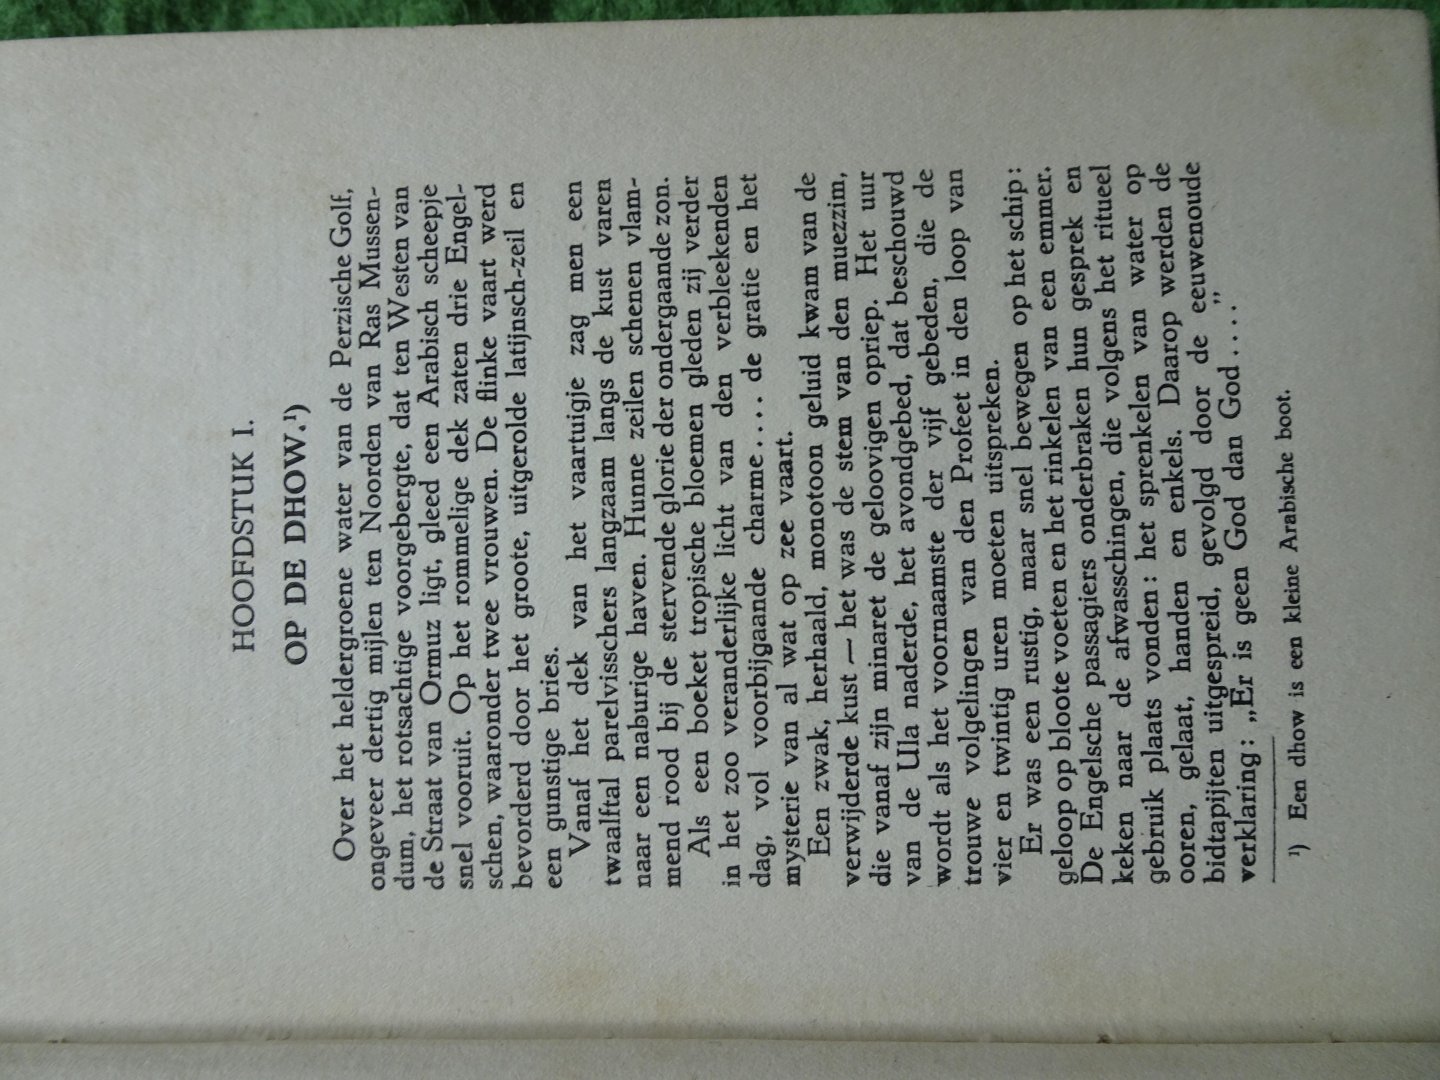 HOOFDSTUK I.
OP DE DHOW.¹)
Over het heldergroene water van de Perzische Golf,
ongeveer dertig mijlen ten Noorden van Ras Mussen-
dum, het rotsachtige voorgebergte, dat ten Westen van
de Straat van Ormuz ligt, gleed een Arabisch scheepje
snel vooruit. Op het rommelige dek zaten drie Engel-
schen, waaronder twee vrouwen. De flinke vaart werd
bevorderd door het groote, uitgerolde latijnsch-zeil en
een gunstige bries.
Vanaf het dek van het vaartuigje zag men een
twaalftal parelvisschers langzaam langs de kust varen
naar een naburige haven. Hunne zeilen schenen vlam-
mend rood bij de stervende glorie der ondergaande zon.
Als een boeket tropische bloemen gleden zij verder
in het zoo veranderlijke licht van den verbleekenden
dag, vol voorbijgaande charme.... de gratie en het
mysterie van al wat op zee vaart.
Een zwak, herhaald, monotoon geluid kwam van de
verwijderde kust — het was de stem van den muezzim,
die vanaf zijn minaret de geloovigen opriep. Het uur
van de Ula naderde, het avondgebed, dat beschouwd
wordt als het voornaamste der vijf gebeden, die de
trouwe volgelingen van den Profeet in den loop van
vier en twintig uren moeten uitspreken.
Er was een rustig, maar snel bewegen op het schip:
geloop op bloote voeten en het rinkelen van een emmer.
De Engelsche passagiers onderbraken hun gesprek en
keken naar de afwasschingen, die volgens het ritueel
gebruik plaats vonden: het sprenkelen van water op
ooren, gelaat, handen en enkels. Daarop werden de
bidtapijten uitgespreid, gevolgd door de eeuwenoude
verklaring: „Er is geen God dan God....”
¹) Een dhow is een kleine Arabische boot.